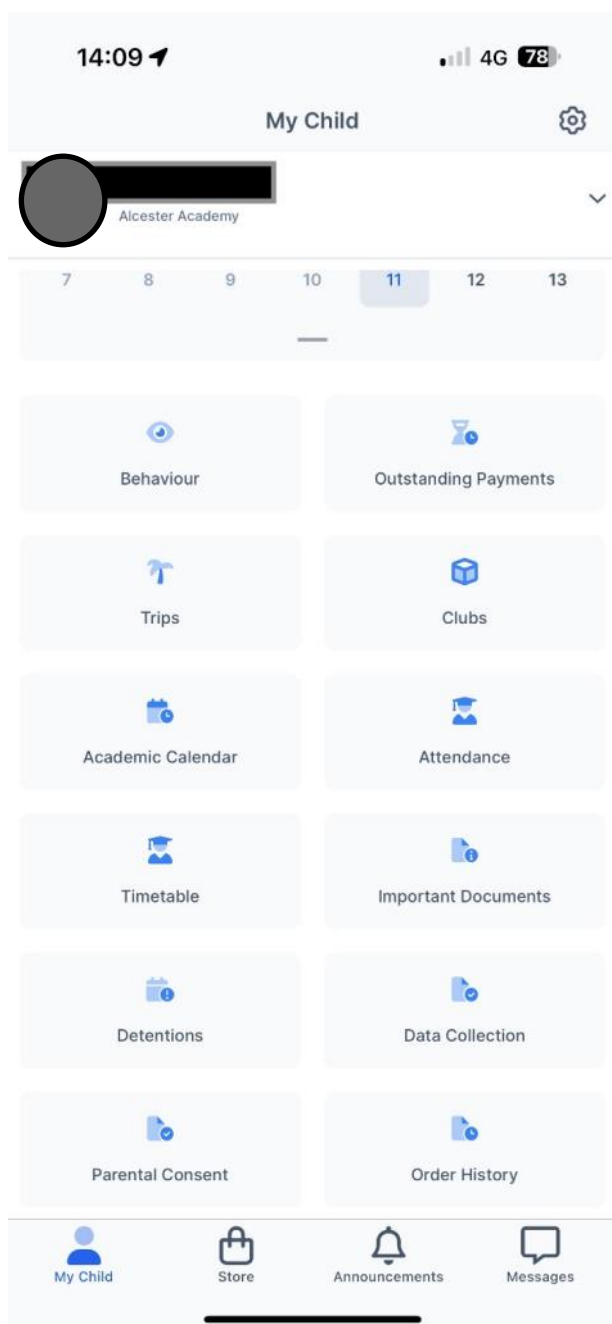 14:09 4G 78
My Child
Alcester Academy
7 8 9 10 11 12 13
Behaviour Outstanding Payments
Trips Clubs
Academic Calendar Attendance
Timetable Important Documents
Detentions Data Collection
Parental Consent Order History
My Child Store Announcements Messages